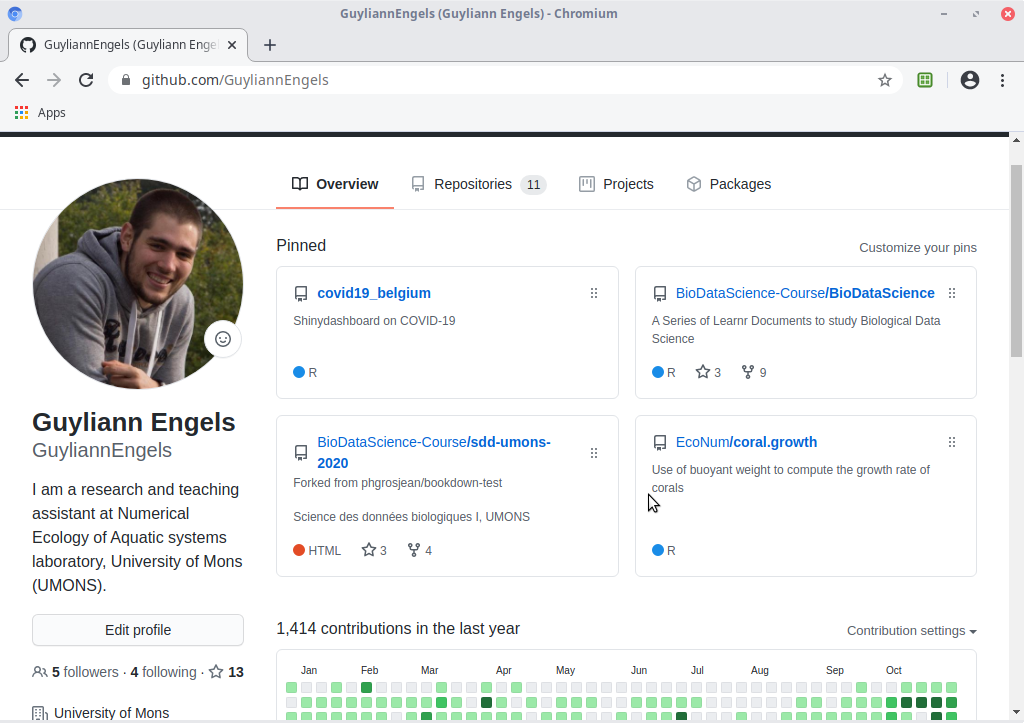 GuyliannEngels (Guyliann Engels) - Chromium
GuyliannEngels (Guyliann Enge
github.com/GuyliannEngels
Apps
Overview
Repositories 11
Projects
Packages
Pinned
Customize your pins
covid19_belgium
Shinydashboard on COVID-19
R
BioDataScience-Course/BioDataScience
A Series of Learnr Documents to study Biological Data
Science
R 3 9
BioDataScience-Course/sdd-umons-
2020
Forked from phgrosjean/bookdown-test
Science des données biologiques I, UMONS
HTML 3 4
EcoNum/coral.growth
Use of buoyant weight to compute the growth rate of
corals
R
Guyliann Engels
GuyliannEngels
I am a research and teaching
assistant at Numerical
Ecology of Aquatic systems
laboratory, University of Mons
(UMONS).
Edit profile
5 followers · 4 following · 13
University of Mons
1,414 contributions in the last year
Contribution settings
Jan Feb Mar Apr May Jun Jul Aug Sep Oct